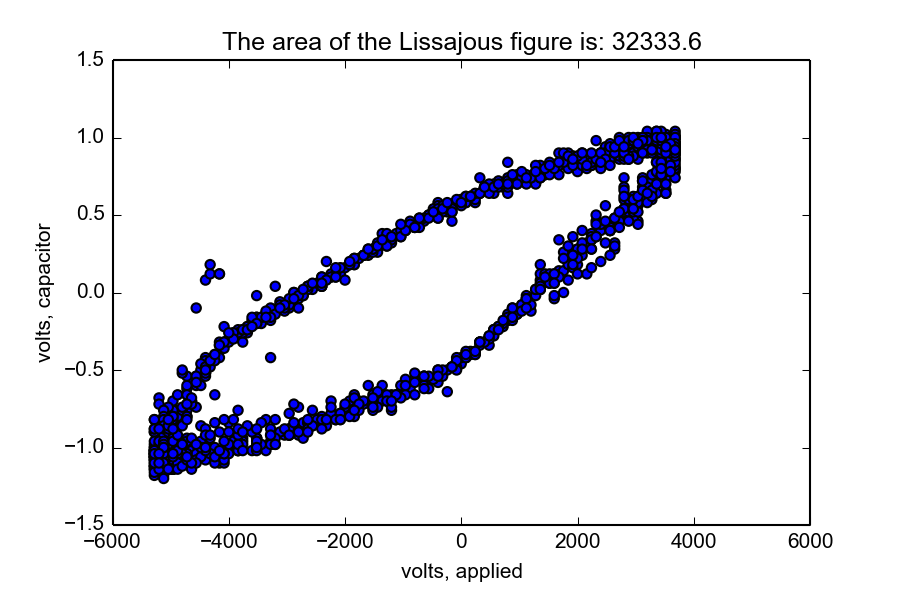 The area of the Lissajous figure is: 32333.6
1.5
1.0
0.5
0.0
−0.5
−1.0
−1.5
volts, capacitor
−6000 −4000 −2000 0 2000 4000 6000
volts, applied